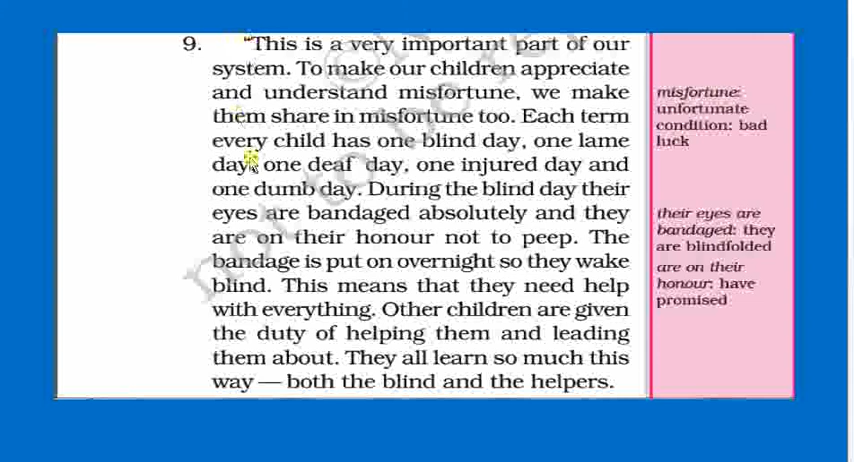 9. "This is a very important part of our
system. To make our children appreciate
and understand misfortune, we make
them share in misfortune too. Each term
every child has one blind day, one lame
day, one deaf day, one injured day and
one dumb day. During the blind day their
eyes are bandaged absolutely and they
are on their honour not to peep. The
bandage is put on overnight so they wake
blind. This means that they need help
with everything. Other children are given
the duty of helping them and leading
them about. They all learn so much this
way — both the blind and the helpers.
misfortune:
unfortunate
condition: bad
luck
their eyes are
bandaged: they
are blindfolded
are on their
honour: have
promised
not to be re